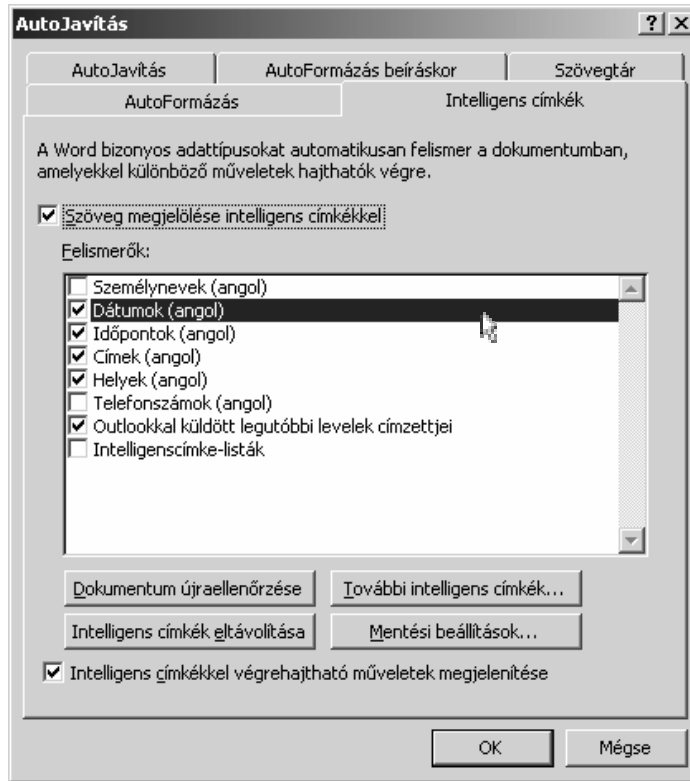 AutoJavítás
AutoJavítás AutoFormázás beíráskor Szövegtár
AutoFormázás Intelligens címkék
A Word bizonyos adattípusokat automatikusan felismer a dokumentumban,
amelyekkel különböző műveletek hajthatók végre.
Szöveg megjelölése intelligens címkékkel
Felismerők:
Személynevek (angol)
Dátumok (angol)
Időpontok (angol)
Címek (angol)
Helyek (angol)
Telefonszámok (angol)
Outlookkal küldött legutóbbi levelek címzettjei
Intelligenscímke-listák
Dokumentum újraellenőrzése További intelligens címkék...
Intelligens címkék eltávolítása Mentési beállítások...
Intelligens címkékkel végrehajtható műveletek megjelenítése
OK Mégse